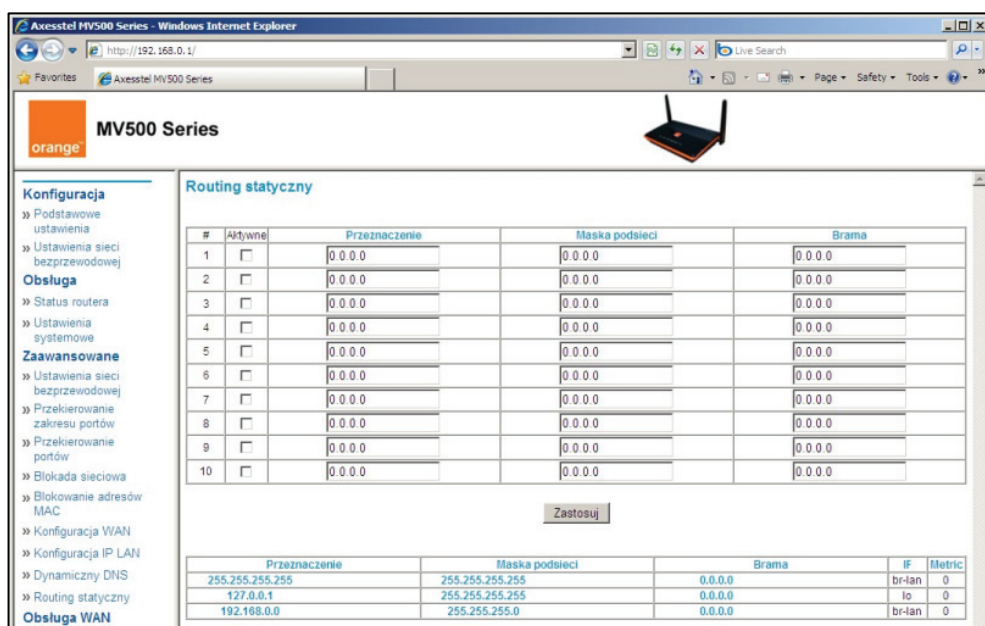 Axesstel MV500 Series - Windows Internet Explorer
http://192.168.0.1/
Live Search
Favorites
Axesstel MV500 Series
Page
Safety
Tools
orange™
MV500 Series
Konfiguracja
» Podstawowe
ustawienia
» Ustawienia sieci
bezprzewodowej
Obsługa
» Status routera
» Ustawienia
systemowe
Zaawansowane
» Ustawienia sieci
bezprzewodowej
» Przekierowanie
zakresu portów
» Przekierowanie
portów
» Blokada sieciowa
» Blokowanie adresów
MAC
» Konfiguracja WAN
» Konfiguracja IP LAN
» Dynamiczny DNS
» Routing statyczny
Obsługa WAN
Routing statyczny
# Aktywne Przeznaczenie Maska podsieci Brama
1 0.0.0.0 0.0.0.0 0.0.0.0
2 0.0.0.0 0.0.0.0 0.0.0.0
3 0.0.0.0 0.0.0.0 0.0.0.0
4 0.0.0.0 0.0.0.0 0.0.0.0
5 0.0.0.0 0.0.0.0 0.0.0.0
6 0.0.0.0 0.0.0.0 0.0.0.0
7 0.0.0.0 0.0.0.0 0.0.0.0
8 0.0.0.0 0.0.0.0 0.0.0.0
9 0.0.0.0 0.0.0.0 0.0.0.0
10 0.0.0.0 0.0.0.0 0.0.0.0
Zastosuj
Przeznaczenie Maska podsieci Brama IF Metric
255.255.255.255 255.255.255.255 0.0.0.0 br-lan 0
127.0.0.1 255.255.255.255 0.0.0.0 lo 0
192.168.0.0 255.255.255.0 0.0.0.0 br-lan 0